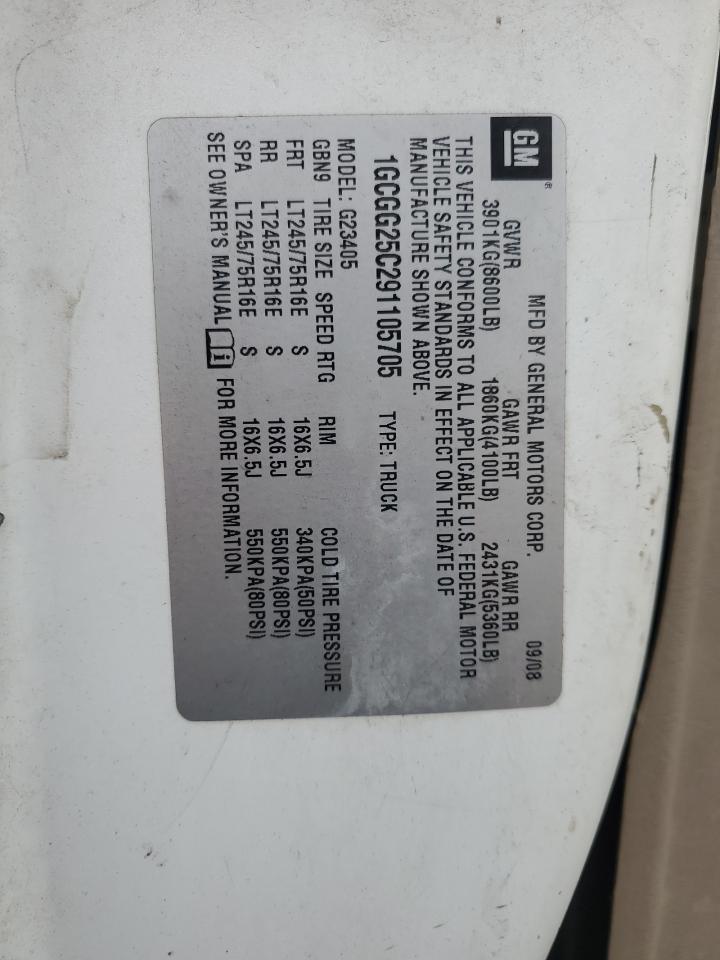 GM®
MFD BY GENERAL MOTORS CORP. 09/08
GVWR GAWR FRT GAWR RR
3901KG(8600LB) 1860KG(4100LB) 2431KG(5360LB)
THIS VEHICLE CONFORMS TO ALL APPLICABLE U.S. FEDERAL MOTOR
VEHICLE SAFETY STANDARDS IN EFFECT ON THE DATE OF
MANUFACTURE SHOWN ABOVE.
1GCGG25C291105705 TYPE: TRUCK
MODEL: G23405
GBN9 TIRE SIZE SPEED RTG RIM COLD TIRE PRESSURE
FRT LT245/75R16E S 16X6.5J 340KPA(50PSI)
RR LT245/75R16E S 16X6.5J 550KPA(80PSI)
SPA LT245/75R16E S 16X6.5J 550KPA(80PSI)
SEE OWNER'S MANUAL i FOR MORE INFORMATION.